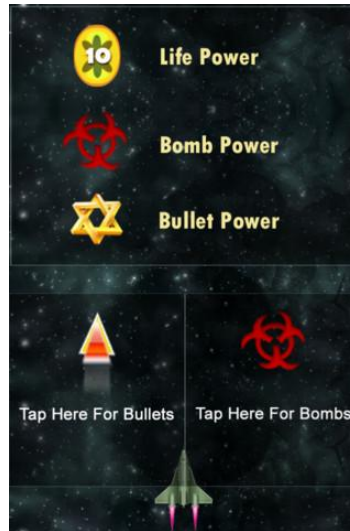 10
Life Power
Bomb Power
Bullet Power
Tap Here For Bullets
Tap Here For Bombs